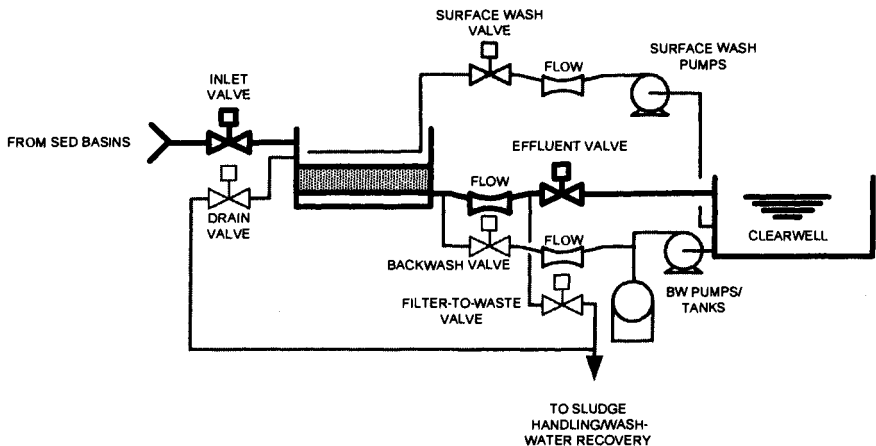 SURFACE WASH
VALVE
SURFACE WASH
PUMPS
FLOW
INLET
VALVE
FROM SED BASINS
EFFLUENT VALVE
FLOW
DRAIN
VALVE
FLOW
CLEARWELL
BACKWASH VALVE
BW PUMPS/
TANKS
FILTER-TO-WASTE
VALVE
TO SLUDGE
HANDLING/WASH-
WATER RECOVERY